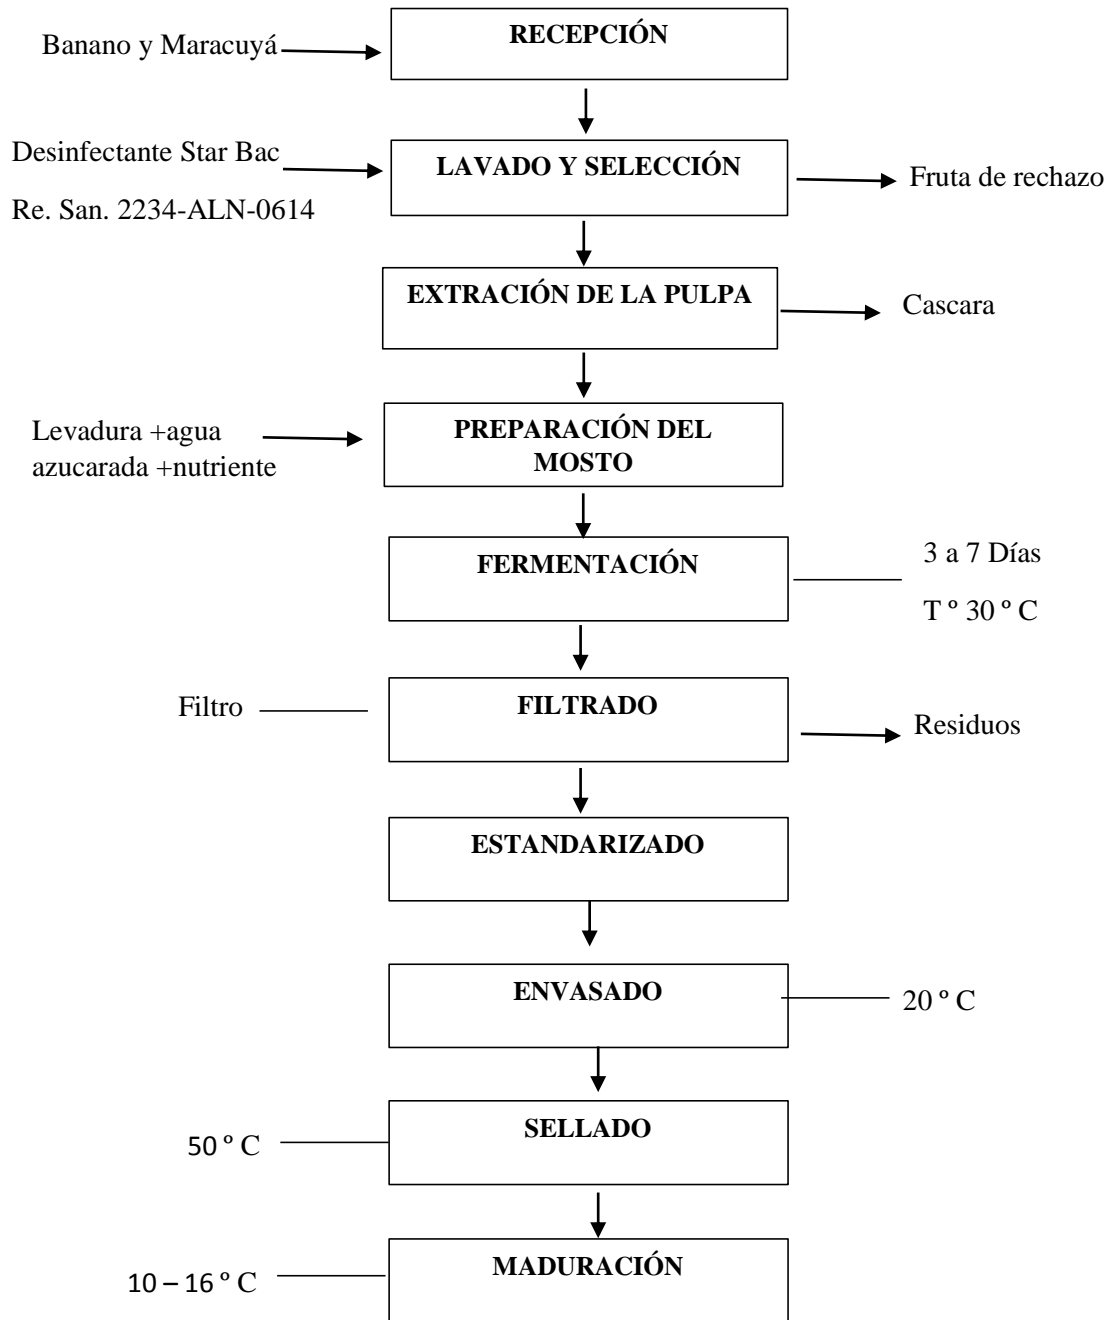 RECEPCIÓN
Banano y Maracuyá
Desinfectante Star Bac
Re. San. 2234-ALN-0614
LAVADO Y SELECCIÓN
Fruta de rechazo
EXTRACIÓN DE LA PULPA
Cascara
Levadura +agua
azucarada +nutriente
PREPARACIÓN DEL
MOSTO
FERMENTACIÓN
3 a 7 Días
T º 30 º C
Filtro
FILTRADO
Residuos
ESTANDARIZADO
ENVASADO
20 º C
SELLADO
50 º C
MADURACIÓN
10 – 16 º C